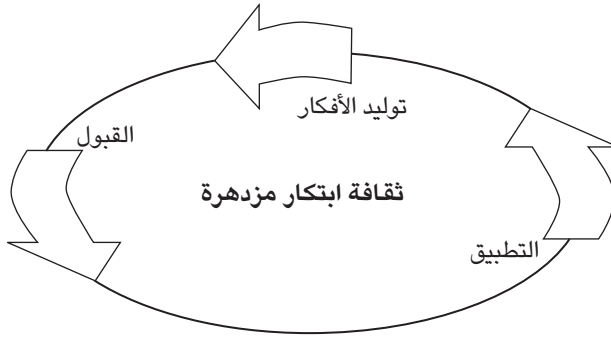 توليد الأفكار
القبول
ثقافة ابتكار مزدهرة
التطبيق